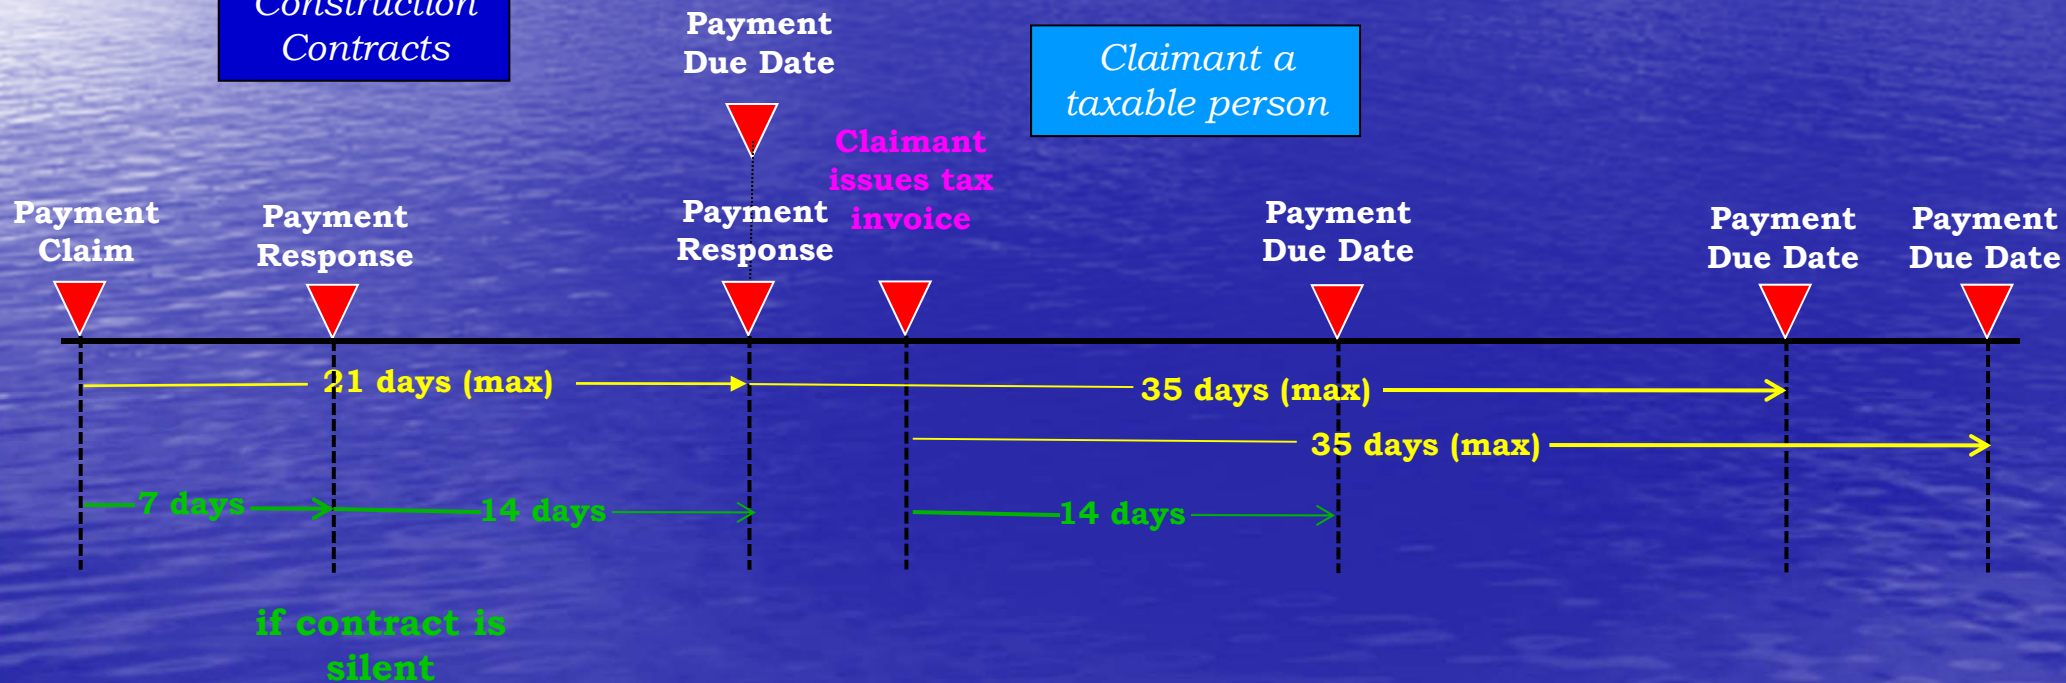 Construction
Contracts
Payment
Due Date
Claimant a
taxable person
Claimant
issues tax
invoice
Payment
Claim
Payment
Response
Payment
Response
Payment
Due Date
Payment
Due Date
Payment
Due Date
21 days (max)
35 days (max)
35 days (max)
7 days
14 days
14 days
if contract is
silent